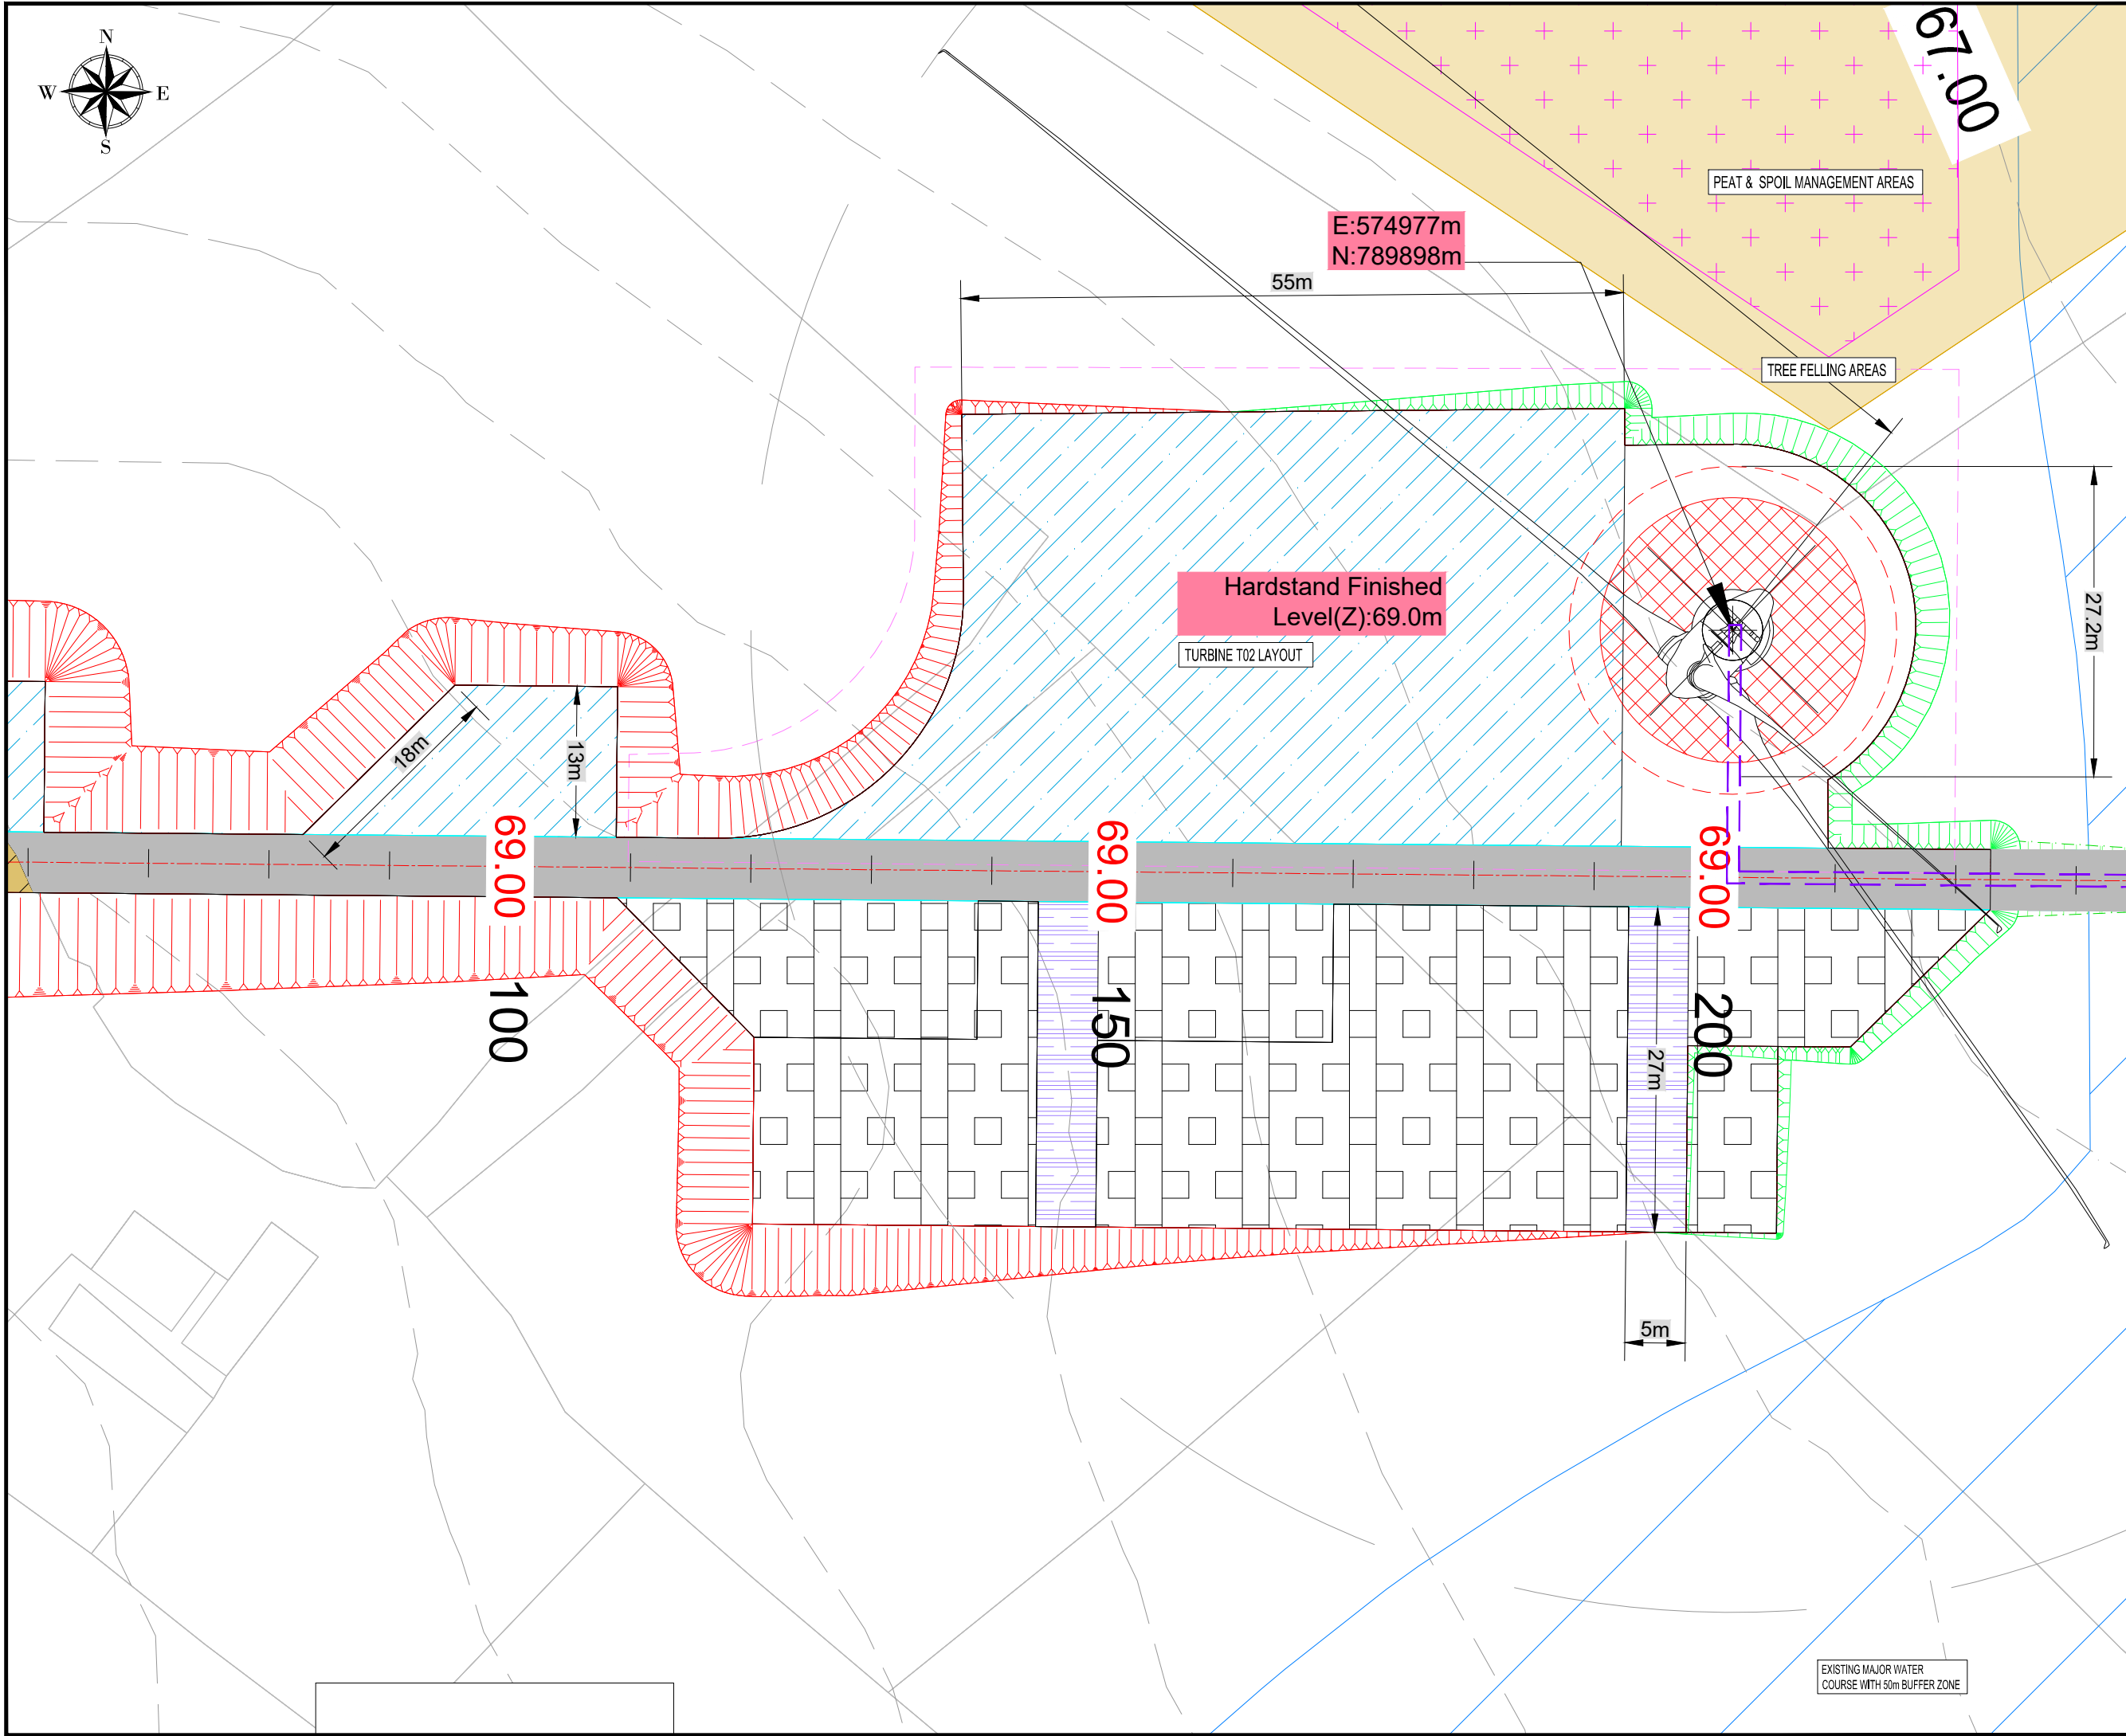 67.00
N
W E
S
PEAT & SPOIL MANAGEMENT AREAS
E:574977m
N:789898m
55m
TREE FELLING AREAS
Hardstand Finished
Level(Z):69.0m
27.2m
TURBINE T02 LAYOUT
18m
13m
69.00
69.00
69.00
100
150
200
27m
5m
EXISTING MAJOR WATER
COURSE WITH 50m BUFFER ZONE